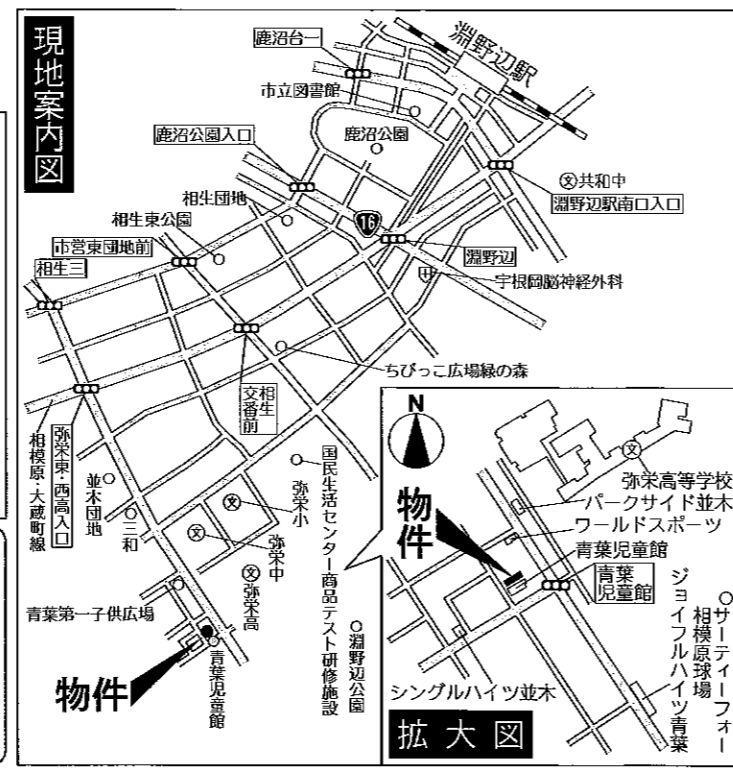 現地案内図
淵野辺駅
鹿沼台一
市立図書館
鹿沼公園
鹿沼公園入口
共和中
文
淵野辺駅南口入口
相生団地
16
相生東公園
市営東団地前
淵野辺
相生三
宇根岡脳神経外科
ちびっこ広場緑の森
相生交番前
相模原・大蔵町線
弥栄東・西高入口
並木団地
三和
国民生活センター商品テスト研修施設
弥栄小
文
弥栄中
文
弥栄高
文
淵野辺公園
青葉第一子供広場
青葉児童館
物件
N
文
弥栄高等学校
パークサイド並木
ワールドスポーツ
青葉児童館
物件
青葉児童館
サーティーフォー相模原球場
ジョイフルハイツ青葉
シングルハイツ並木
拡大図